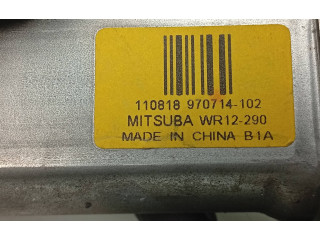 110818 970714-102
MITSUBA WR12-290
MADE IN CHINA B1A